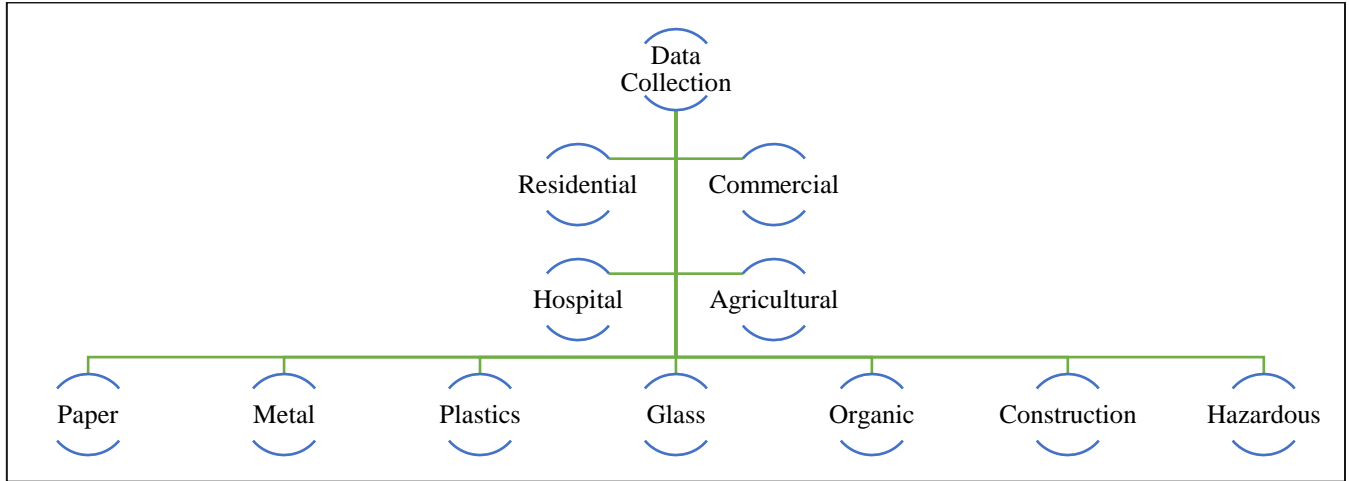 Data
Collection
Residential
Commercial
Hospital
Agricultural
Paper
Metal
Plastics
Glass
Organic
Construction
Hazardous